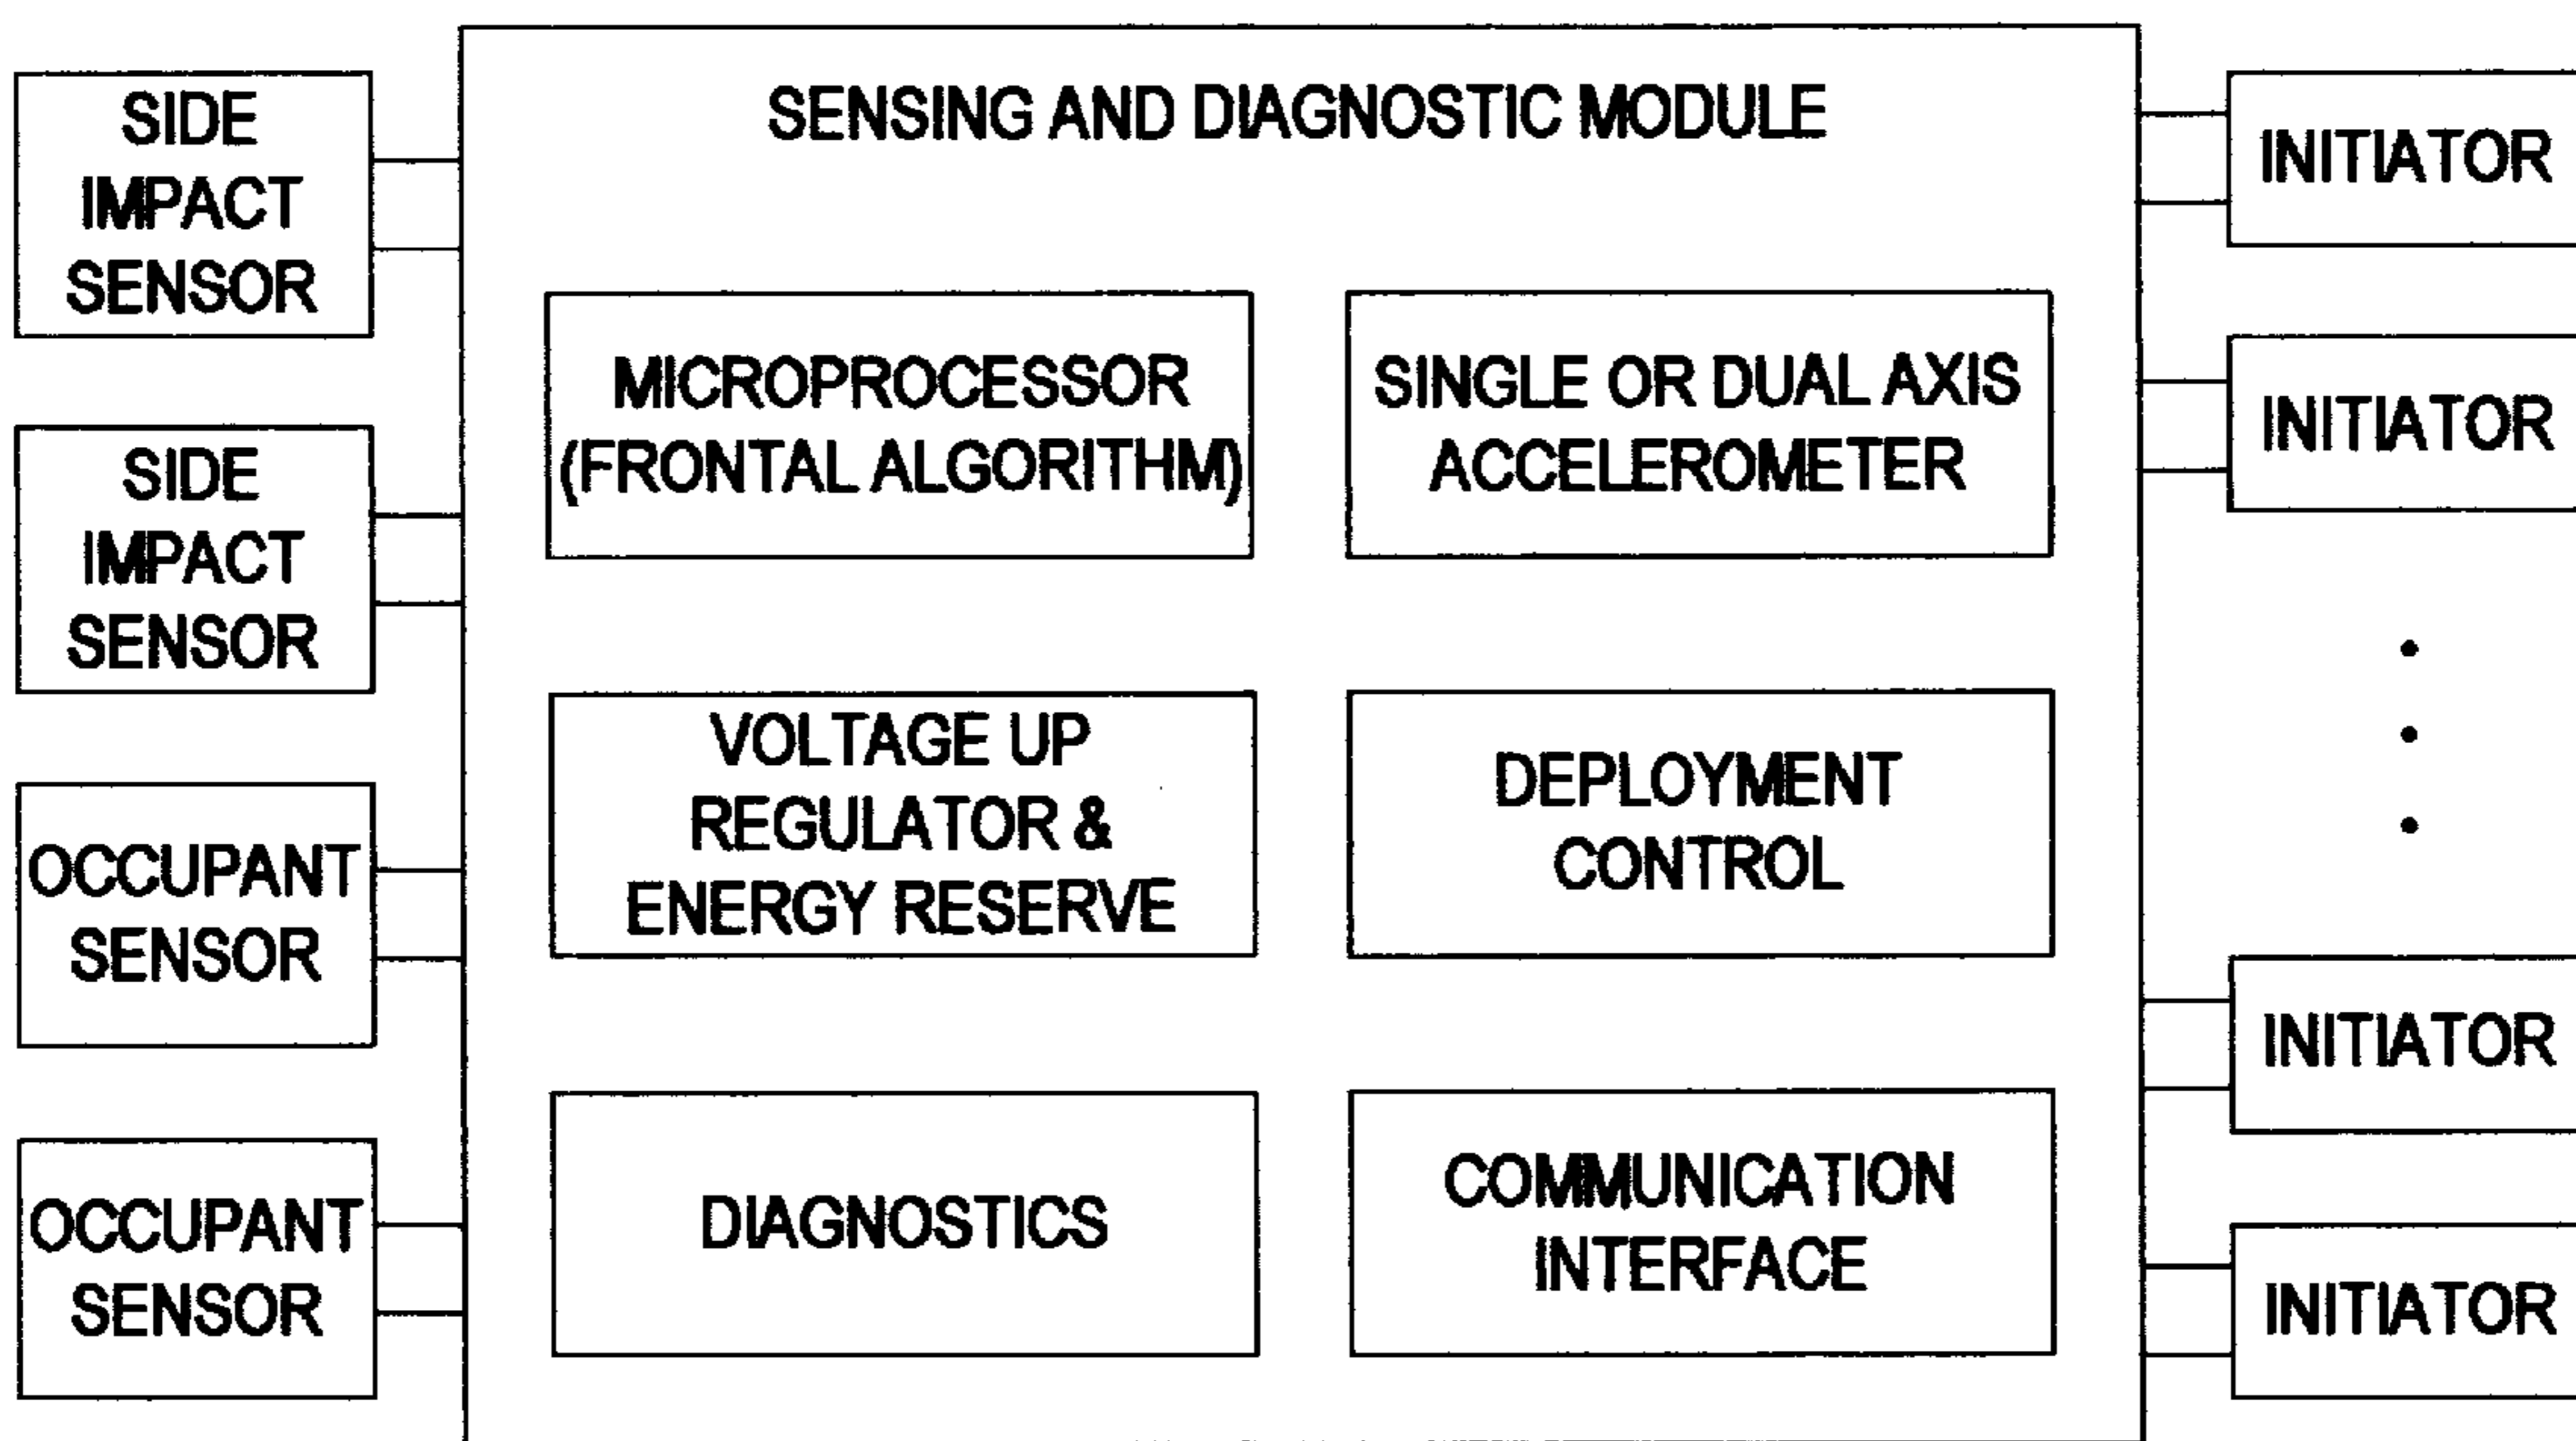 SENSING AND DIAGNOSTIC MODULE
SIDE
IMPACT
SENSOR
SIDE
IMPACT
SENSOR
OCCUPANT
SENSOR
OCCUPANT
SENSOR
MICROPROCESSOR
(FRONTAL ALGORITHM)
SINGLE OR DUAL AXIS
ACCELEROMETER
VOLTAGE UP
REGULATOR &
ENERGY RESERVE
DEPLOYMENT
CONTROL
DIAGNOSTICS
COMMUNICATION
INTERFACE
INITIATOR
INITIATOR
INITIATOR
INITIATOR